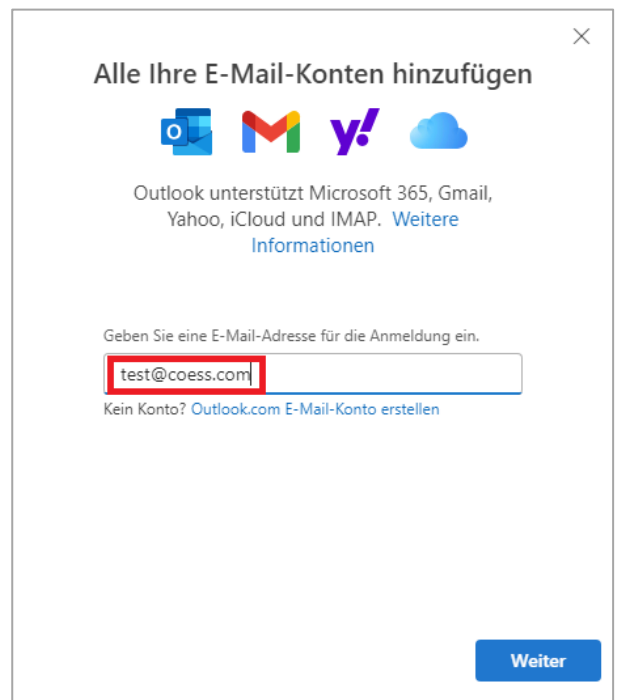 Alle Ihre E-Mail-Konten hinzufügen
Outlook unterstützt Microsoft 365, Gmail,
Yahoo, iCloud und IMAP. Weitere
Informationen
Geben Sie eine E-Mail-Adresse für die Anmeldung ein.
test@coess.com
Kein Konto? Outlook.com E-Mail-Konto erstellen
Weiter